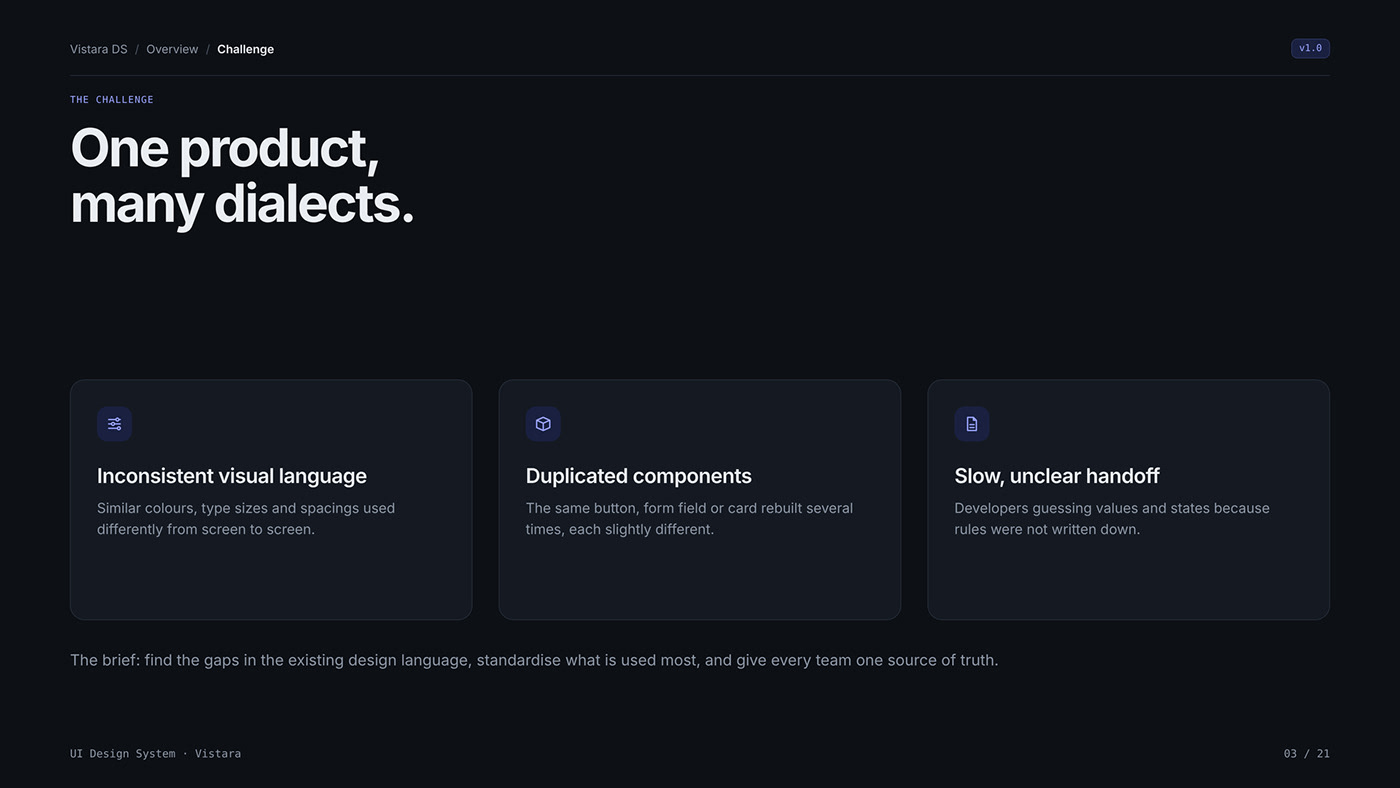 Vistara DS / Overview / Challenge
v1.0
THE CHALLENGE
One product,
many dialects.
Inconsistent visual language
Similar colours, type sizes and spacings used
differently from screen to screen.
Duplicated components
The same button, form field or card rebuilt several
times, each slightly different.
Slow, unclear handoff
Developers guessing values and states because
rules were not written down.
The brief: find the gaps in the existing design language, standardise what is used most, and give every team one source of truth.
UI Design System · Vistara
03 / 21